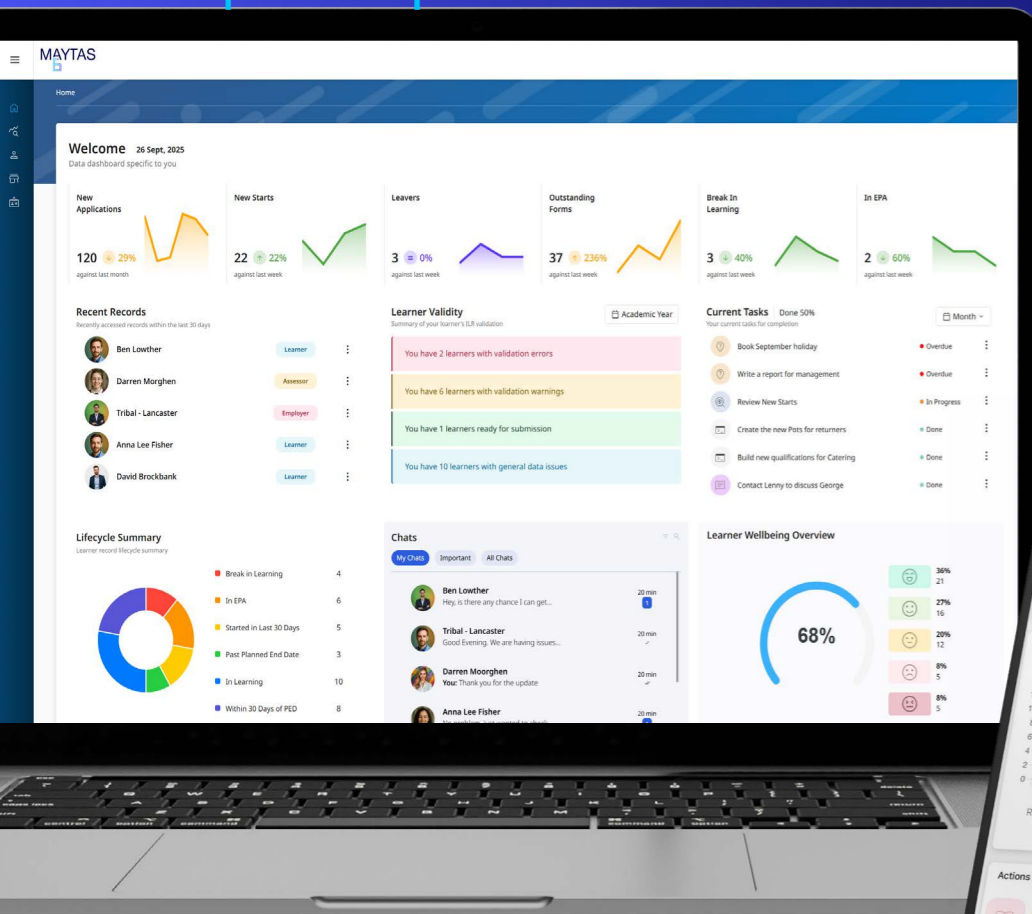 MAYTAS
Home
Welcome 26 Sept, 2025
Data dashboard specific to you
New
Applications
120 29%
against last month
New Starts
22 22%
against last week
Leavers
3 = 0%
against last week
Outstanding
Forms
37 236%
against last week
Break In
Learning
3 40%
against last week
In EPA
2 60%
against last week
Recent Records
Recently accessed records within the last 30 days
Ben Lowther Learner
Darren Morghen Assessor
Tribal - Lancaster Employer
Anna Lee Fisher Learner
David Brockbank Learner
Learner Validity
Summary of your learner's ILR validation
Academic Year
You have 2 learners with validation errors
You have 6 learners with validation warnings
You have 1 learners ready for submission
You have 10 learners with general data issues
Current Tasks Done 50%
Your current tasks for completion
Month
Book September holiday Overdue
Write a report for management Overdue
Review New Starts In Progress
Create the new Pots for returners Done
Build new qualifications for Catering Done
Contact Lenny to discuss George Done
Lifecycle Summary
Learner record lifecycle summary
Break in Learning 4
In EPA 6
Started in Last 30 Days 5
Past Planned End Date 3
In Learning 10
Within 30 Days of PED 8
Chats
My Chats Important All Chats
Ben Lowther 20 min
Hey, is there any chance I can get... 1
Tribal - Lancaster 20 min
Good Evening. We are having issues...
Darren Moorghen 20 min
You: Thank you for the update
Anna Lee Fisher 20 min
Learner Wellbeing Overview
68%
36%
21
27%
16
20%
12
8%
5
8%
5
6
4
2
0
R
Actions
esc
delete
return
shift
control option command command option